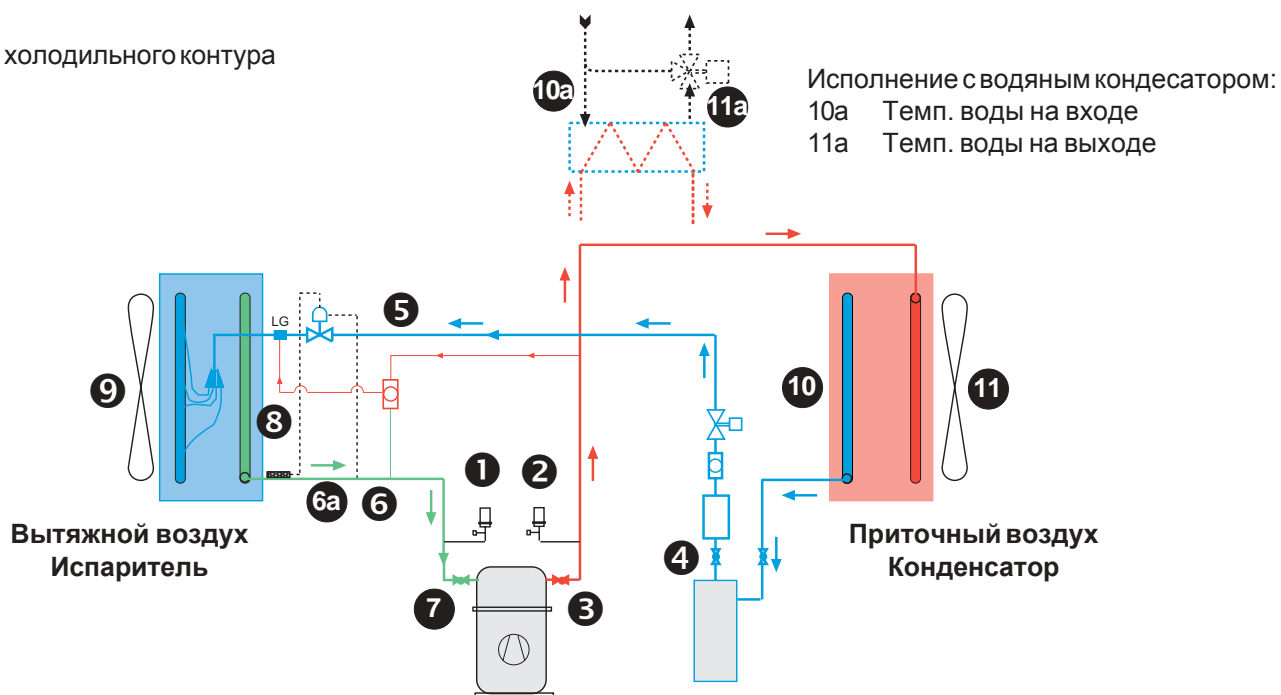 холодильного контура
Исполнение с водяным кондесатором:
10a Темп. воды на входе
11a Темп. воды на выходе
10a
11a
LG
5
9
8
10
11
1
2
6a
6
4
7
3
Вытяжной воздух
Испаритель
Приточный воздух
Конденсатор